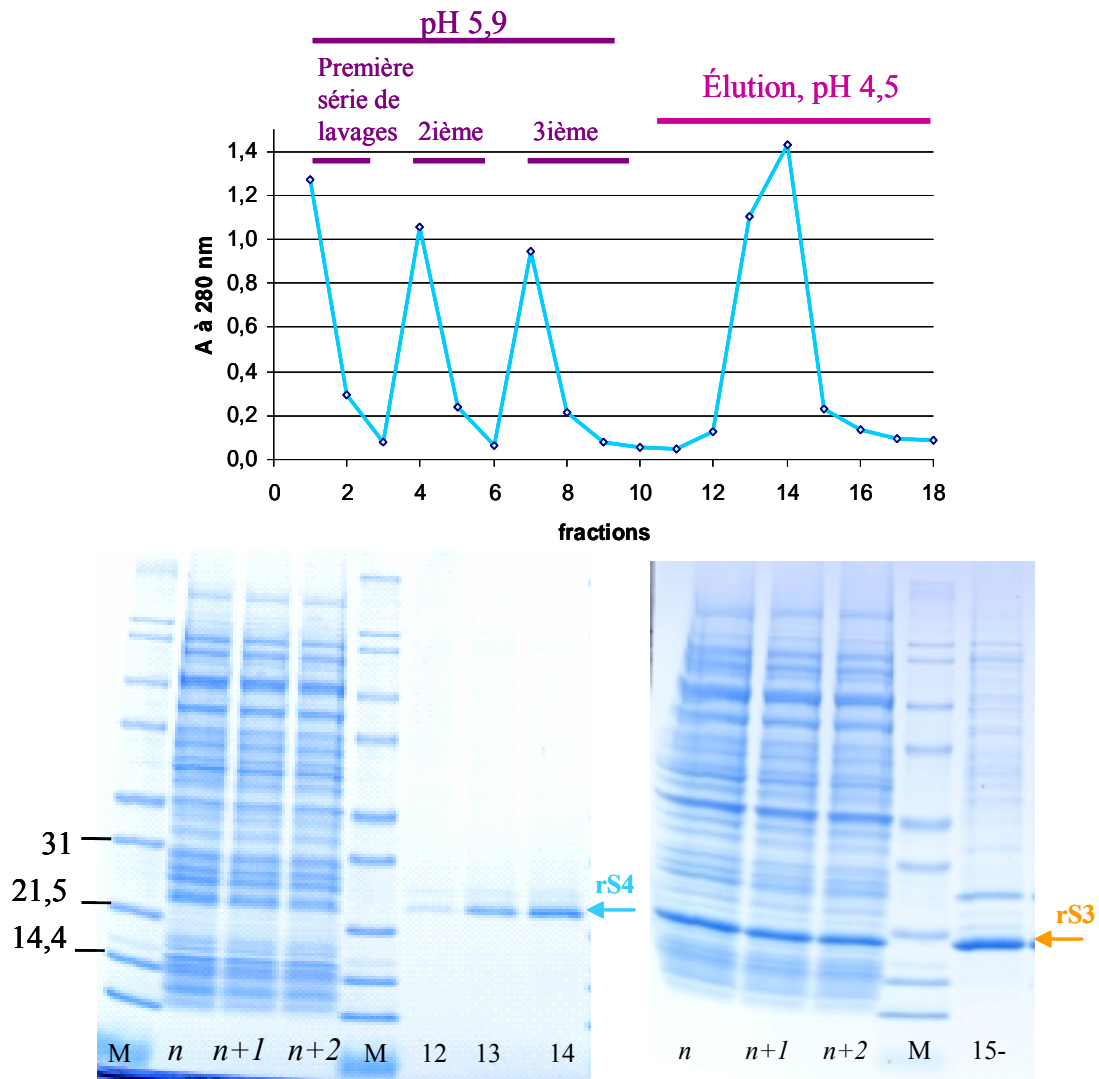 pH 5,9
Première
série de
lavages
2ième
3ième
Élution, pH 4,5
1,4
1,2
1,0
0,8
0,6
0,4
0,2
0,0
A à 280 nm
0 2 4 6 8 10 12 14 16 18
fractions
31
21,5
14,4
rS4
rS3
M n n+1 n+2 M 12 13 14
n n+1 n+2 M 15-